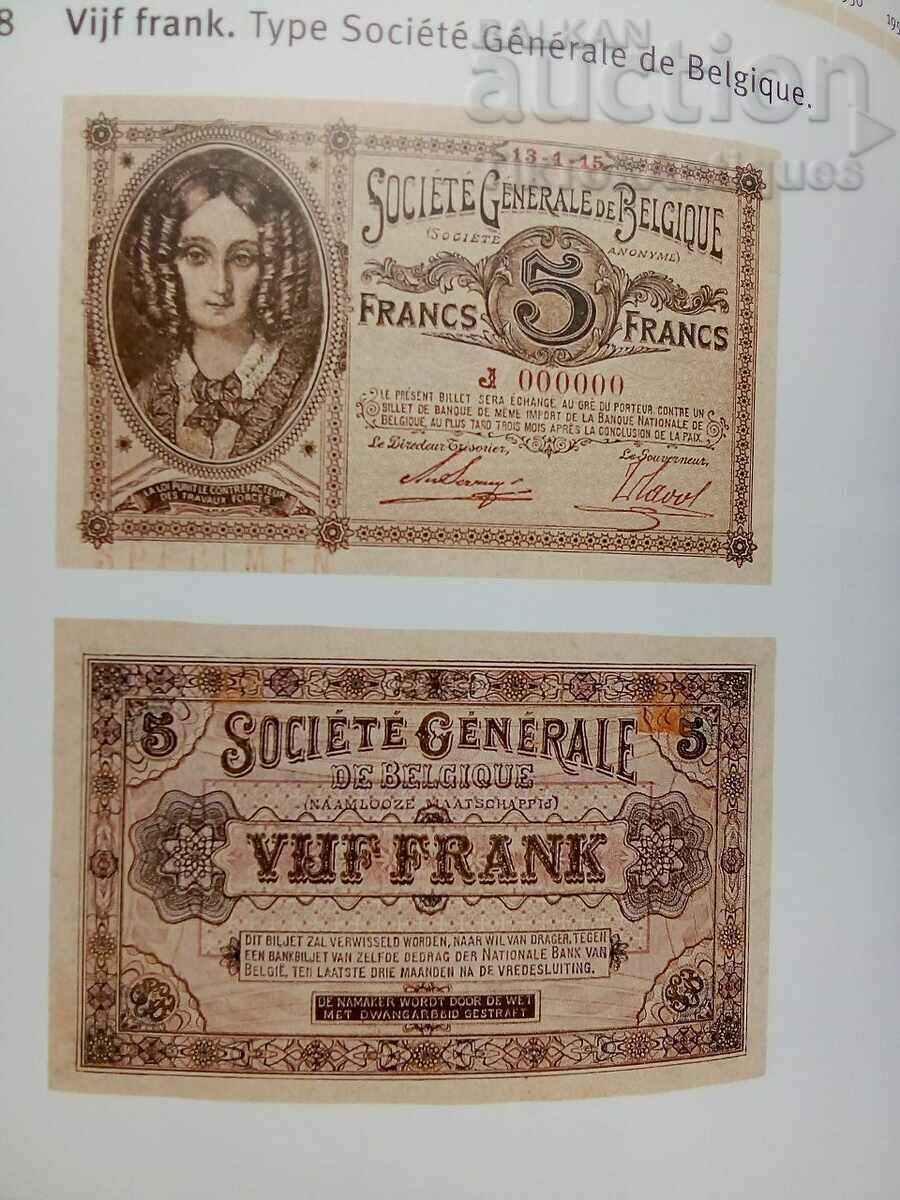 8 Vijf frank. Type Société Générale de Belgique.
BALKAN
auction
Antiques
13-1-15
SOCIÉTÉ GÉNÉRALE DE BELGIQUE
(SOCIÉTÉ ANONYME)
5
FRANCS FRANCS
A 000000
LE PRÉSENT BILLET SERA ÉCHANGÉ AU GRÉ DU PORTEUR CONTRE UN
BILLET DE BANQUE DE MÊME IMPORT DE LA BANQUE NATIONALE DE
BELGIQUE, AU PLUS TARD TROIS MOIS APRÈS LA CONCLUSION DE LA PAIX.
Le Directeur Trésorier, Le Gouverneur,
LA LOI PUNIT LE CONTREFACTEUR
DES TRAVAUX FORCÉS
SPECIMEN
5 5
SOCIÉTÉ GÉNÉRALE
DE BELGIQUE
(NAAMLOOZE MAATSCHAPPIJ)
VIJF FRANK
DIT BILJET ZAL VERWISSELD WORDEN, NAAR WIL VAN DRAGER, TEGEN
EEN BANKBILJET VAN ZELFDE BEDRAG DER NATIONALE BANK VAN
BELGIË, TEN LAATSTE DRIE MAANDEN NA DE VREDESLUITING.
DE NAMAKER WORDT DOOR DE WET
MET DWANGARBEID GESTRAFT